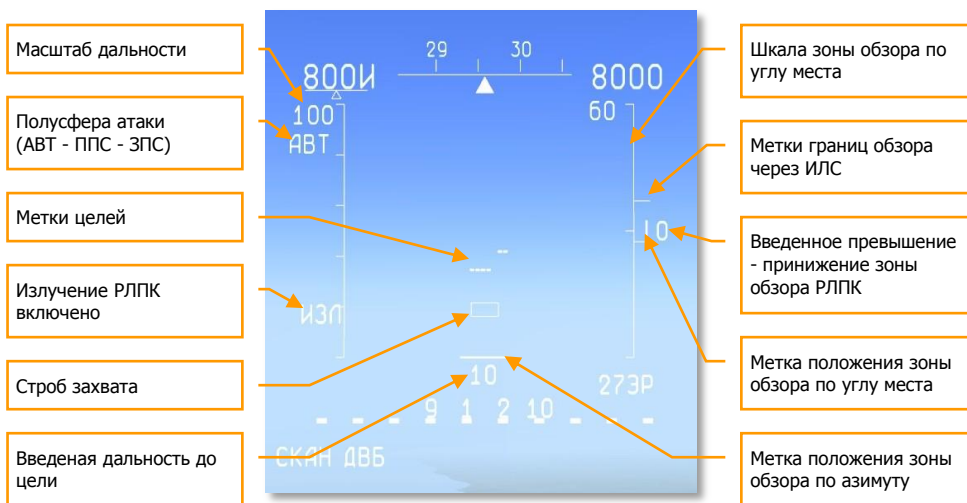 Масштаб дальности
Полусфера атаки
(АВТ - ППС - ЗПС)
Метки целей
Излучение РЛПК
включено
Строб захвата
Введеная дальность до
цели
29 30
800И 8000
100 60
АВТ
10
ИЗЛ
10 27ЭР
9 1 2 10
СКАН ДВБ
Шкала зоны обзора по
углу места
Метки границ обзора
через ИЛС
Введенное превышение
- принижение зоны
обзора РЛПК
Метка положения зоны
обзора по углу места
Метка положения зоны
обзора по азимуту